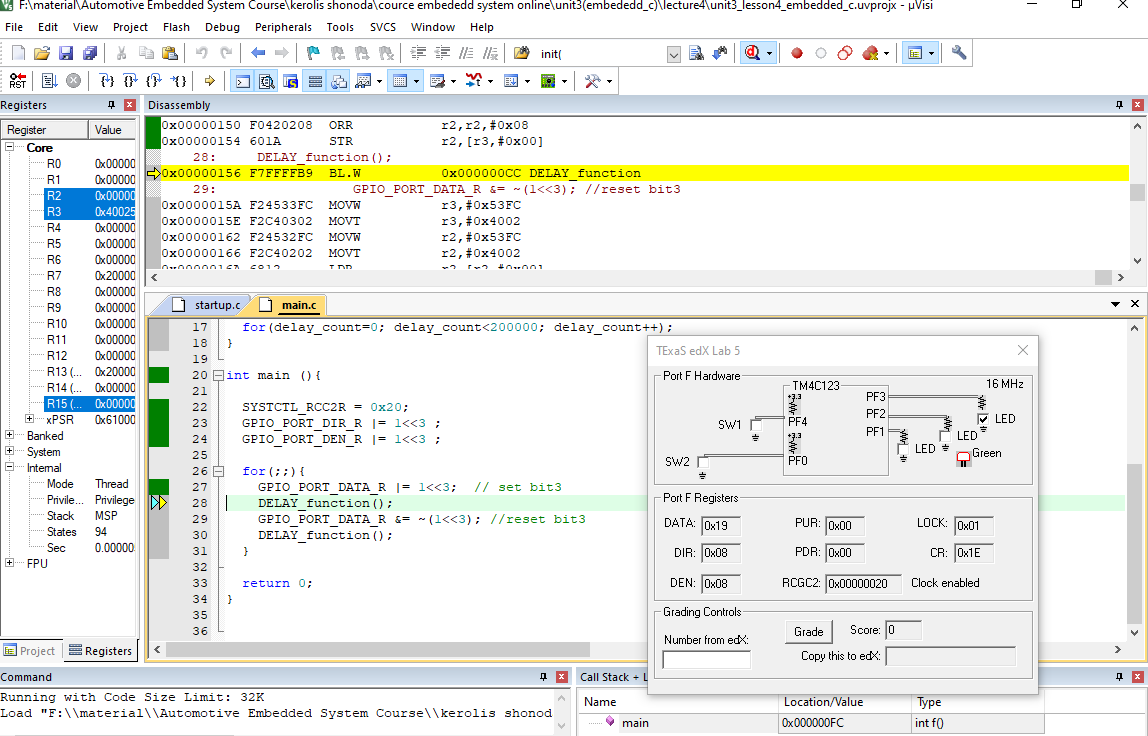 F:\material\Automotive Embedded System Course\kerolis shonoda\cource embededd system online\unit3(embededd_c)\lecture4\unit3_lesson4_embedded_c.uvprojx - µVisi
File Edit View Project Flash Debug Peripherals Tools SVCS Window Help
init(
RST
Registers
Register Value
Core
R0 0x00000
R1 0x00000
R2 0x00000
R3 0x40025
R4 0x00000
R5 0x00000
R6 0x00000
R7 0x20000
R8 0x00000
R9 0x00000
R10 0x00000
R11 0x00000
R12 0x00000
R13 (... 0x20000
R14 (... 0x00000
R15 (... 0x00000
xPSR 0x61000
Banked
System
Internal
Mode Thread
Privile... Privilege
Stack MSP
States 94
Sec 0.00000
FPU
Project Registers
Disassembly
0x00000150 F0420208 ORR r2,r2,#0x08
0x00000154 601A STR r2,[r3,#0x00]
28: DELAY_function();
0x00000156 F7FFFFB9 BL.W 0x000000CC DELAY_function
29: GPIO_PORT_DATA_R &= ~(1<<3); //reset bit3
0x0000015A F24533FC MOVW r3,#0x53FC
0x0000015E F2C40302 MOVT r3,#0x4002
0x00000162 F24532FC MOVW r2,#0x53FC
0x00000166 F2C40202 MOVT r2,#0x4002
0x0000016A 6812 LDR r2,[r2,#0x00]
startup.c main.c
17 for(delay_count=0; delay_count<200000; delay_count++);
18 }
19
20 int main (){
21
22 SYSTCTL_RCC2R = 0x20;
23 GPIO_PORT_DIR_R |= 1<<3 ;
24 GPIO_PORT_DEN_R |= 1<<3 ;
25
26 for(;;){
27 GPIO_PORT_DATA_R |= 1<<3; // set bit3
28 DELAY_function();
29 GPIO_PORT_DATA_R &= ~(1<<3); //reset bit3
30 DELAY_function();
31 }
32
33 return 0;
34 }
35
36
TExaS edX Lab 5
Port F Hardware
TM4C123 16 MHz
+3.3 PF3
SW1 PF4 PF2 LED
+3.3 PF1 LED
SW2 PF0 LED Green
Port F Registers
DATA: 0x19 PUR: 0x00 LOCK: 0x01
DIR: 0x08 PDR: 0x00 CR: 0x1E
DEN: 0x08 RCGC2: 0x00000020 Clock enabled
Grading Controls
Number from edX: Grade Score: 0
Copy this to edX:
Command
Running with Code Size Limit: 32K
Load "F:\\material\\Automotive Embedded System Course\\kerolis shonod
Call Stack + L
Name Location/Value Type
main 0x000000FC int f()